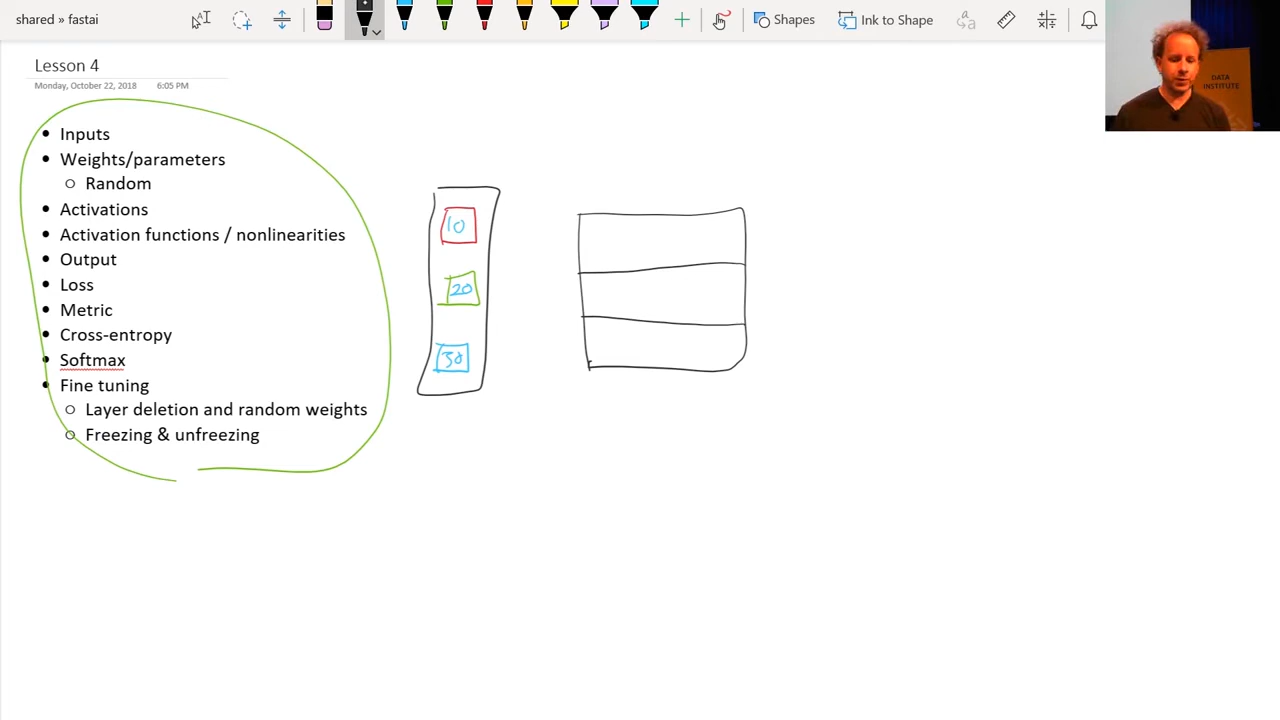 shared » fastai
Shapes
Ink to Shape
Lesson 4
Monday, October 22, 2018 6:05 PM
Inputs
Weights/parameters
Random
Activations
Activation functions / nonlinearities
Output
Loss
Metric
Cross-entropy
Softmax
Fine tuning
Layer deletion and random weights
Freezing & unfreezing
10
20
30
DATA
INSTITUTE